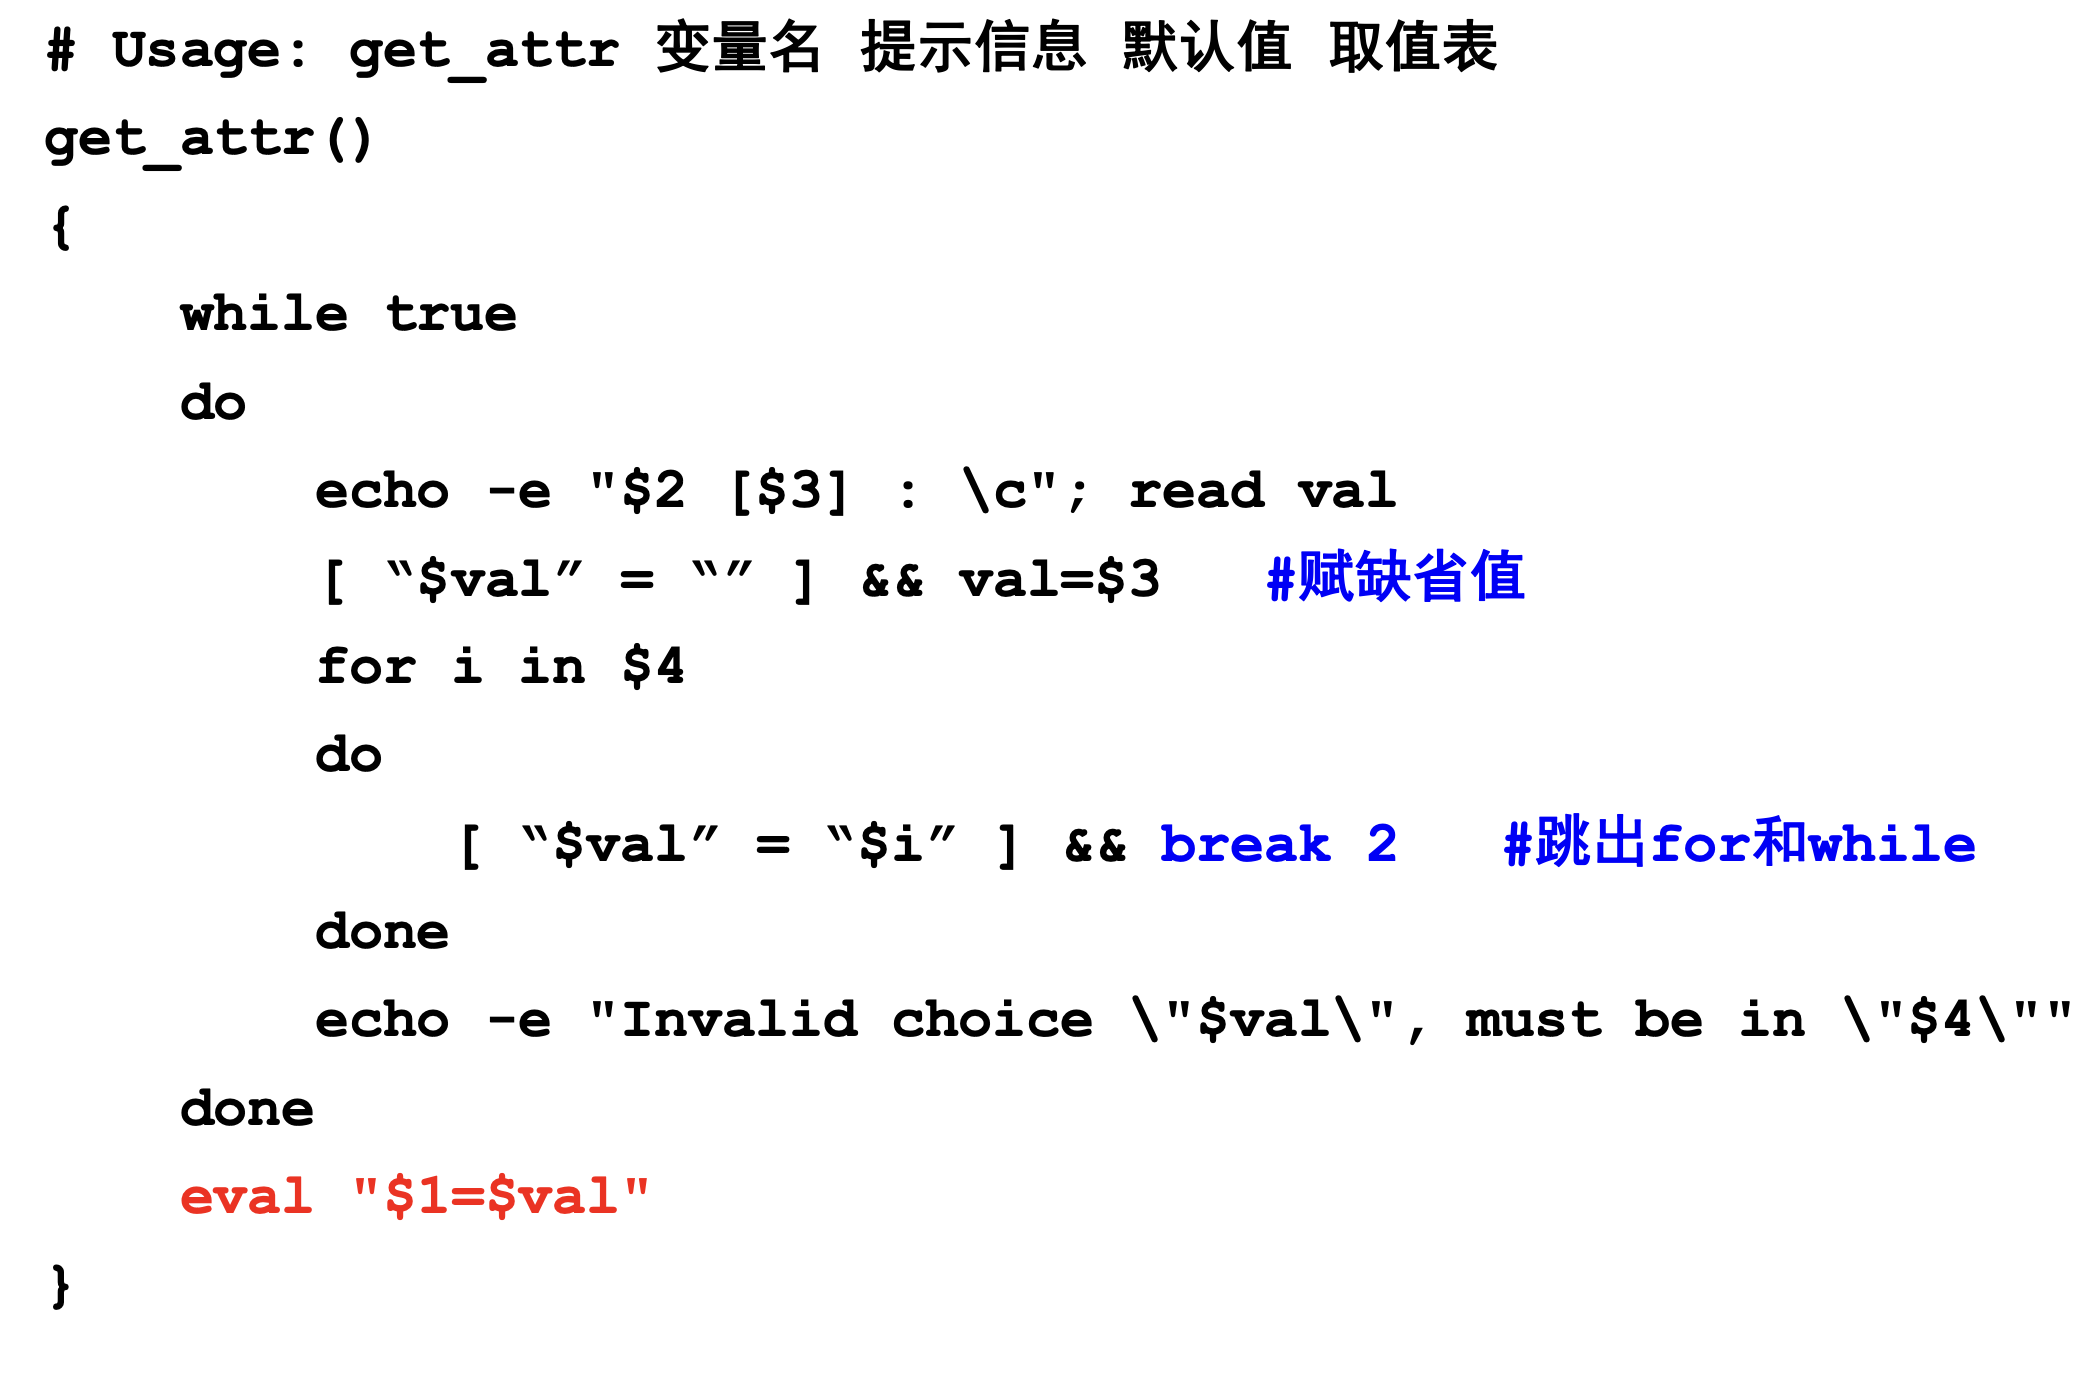 # Usage: get_attr 变量名 提示信息 默认值 取值表
get_attr()
{
while true
do
echo -e "$2 [$3] : \c"; read val
[ “$val” = “” ] && val=$3 #赋缺省值
for i in $4
do
[ “$val” = “$i” ] && break 2 #跳出for和while
done
echo -e "Invalid choice \"$val\", must be in \"$4\""
done
eval "$1=$val"
}